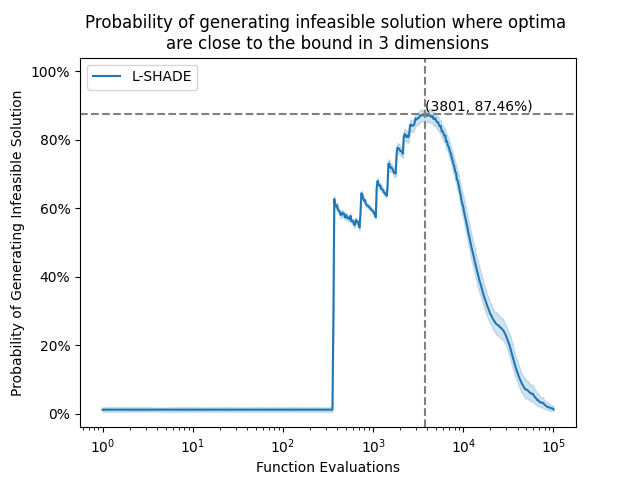 Probability of generating infeasible solution where optima
are close to the bound in 3 dimensions
Probability of Generating Infeasible Solution
100%
80%
60%
40%
20%
0%
L-SHADE
(3801, 87.46%)
10⁰ 10¹ 10² 10³ 10⁴ 10⁵
Function Evaluations